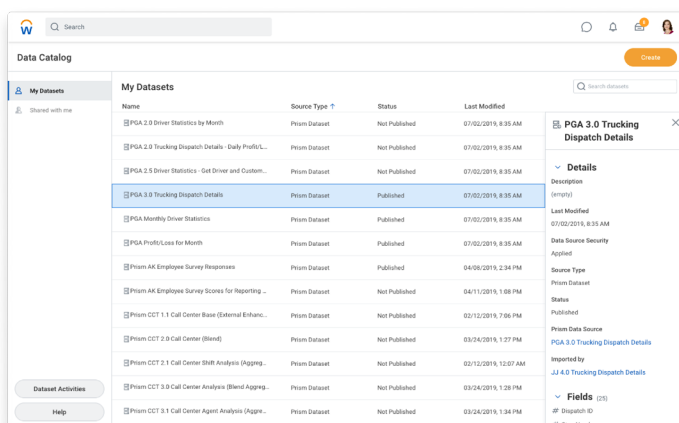 Search
Data Catalog
Create
My Datasets
Shared with me
My Datasets
Search datasets
Name Source Type ↑ Status Last Modified
PGA 2.0 Driver Statistics by Month Prism Dataset Not Published 07/02/2019, 8:35 AM
PGA 2.0 Trucking Dispatch Details - Daily Profit/L... Prism Dataset Not Published 07/02/2019, 8:35 AM
PGA 2.5 Driver Statistics - Get Driver and Custom... Prism Dataset Not Published 07/02/2019, 8:35 AM
PGA 3.0 Trucking Dispatch Details Prism Dataset Published 07/02/2019, 8:35 AM
PGA Monthly Driver Statistics Prism Dataset Published 07/02/2019, 8:35 AM
PGA Profit/Loss for Month Prism Dataset Published 07/02/2019, 8:35 AM
Prism AK Employee Survey Responses Prism Dataset Published 04/08/2019, 2:34 PM
Prism AK Employee Survey Scores for Reporting ... Prism Dataset Not Published 04/11/2019, 1:08 PM
Prism CCT 1.1 Call Center Base (External Enhanc... Prism Dataset Not Published 02/12/2019, 7:06 PM
Prism CCT 2.0 Call Center (Blend) Prism Dataset Not Published 03/24/2019, 1:27 PM
Prism CCT 2.1 Call Center Shift Analysis (Aggreg... Prism Dataset Not Published 02/12/2019, 12:07 AM
Prism CCT 3.0 Call Center Analysis (Blend Aggreg... Prism Dataset Not Published 03/24/2019, 1:28 PM
Prism CCT 3.1 Call Center Agent Analysis (Aggre... Prism Dataset Not Published 03/24/2019, 1:34 PM
Dataset Activities
Help
PGA 3.0 Trucking
Dispatch Details
Details
Description
(empty)
Last Modified
07/02/2019, 8:35 AM
Data Source Security
Applied
Source Type
Prism Dataset
Status
Published
Prism Data Source
PGA 3.0 Trucking Dispatch Details
Imported by
JJ 4.0 Trucking Dispatch Details
Fields (25)
# Dispatch ID